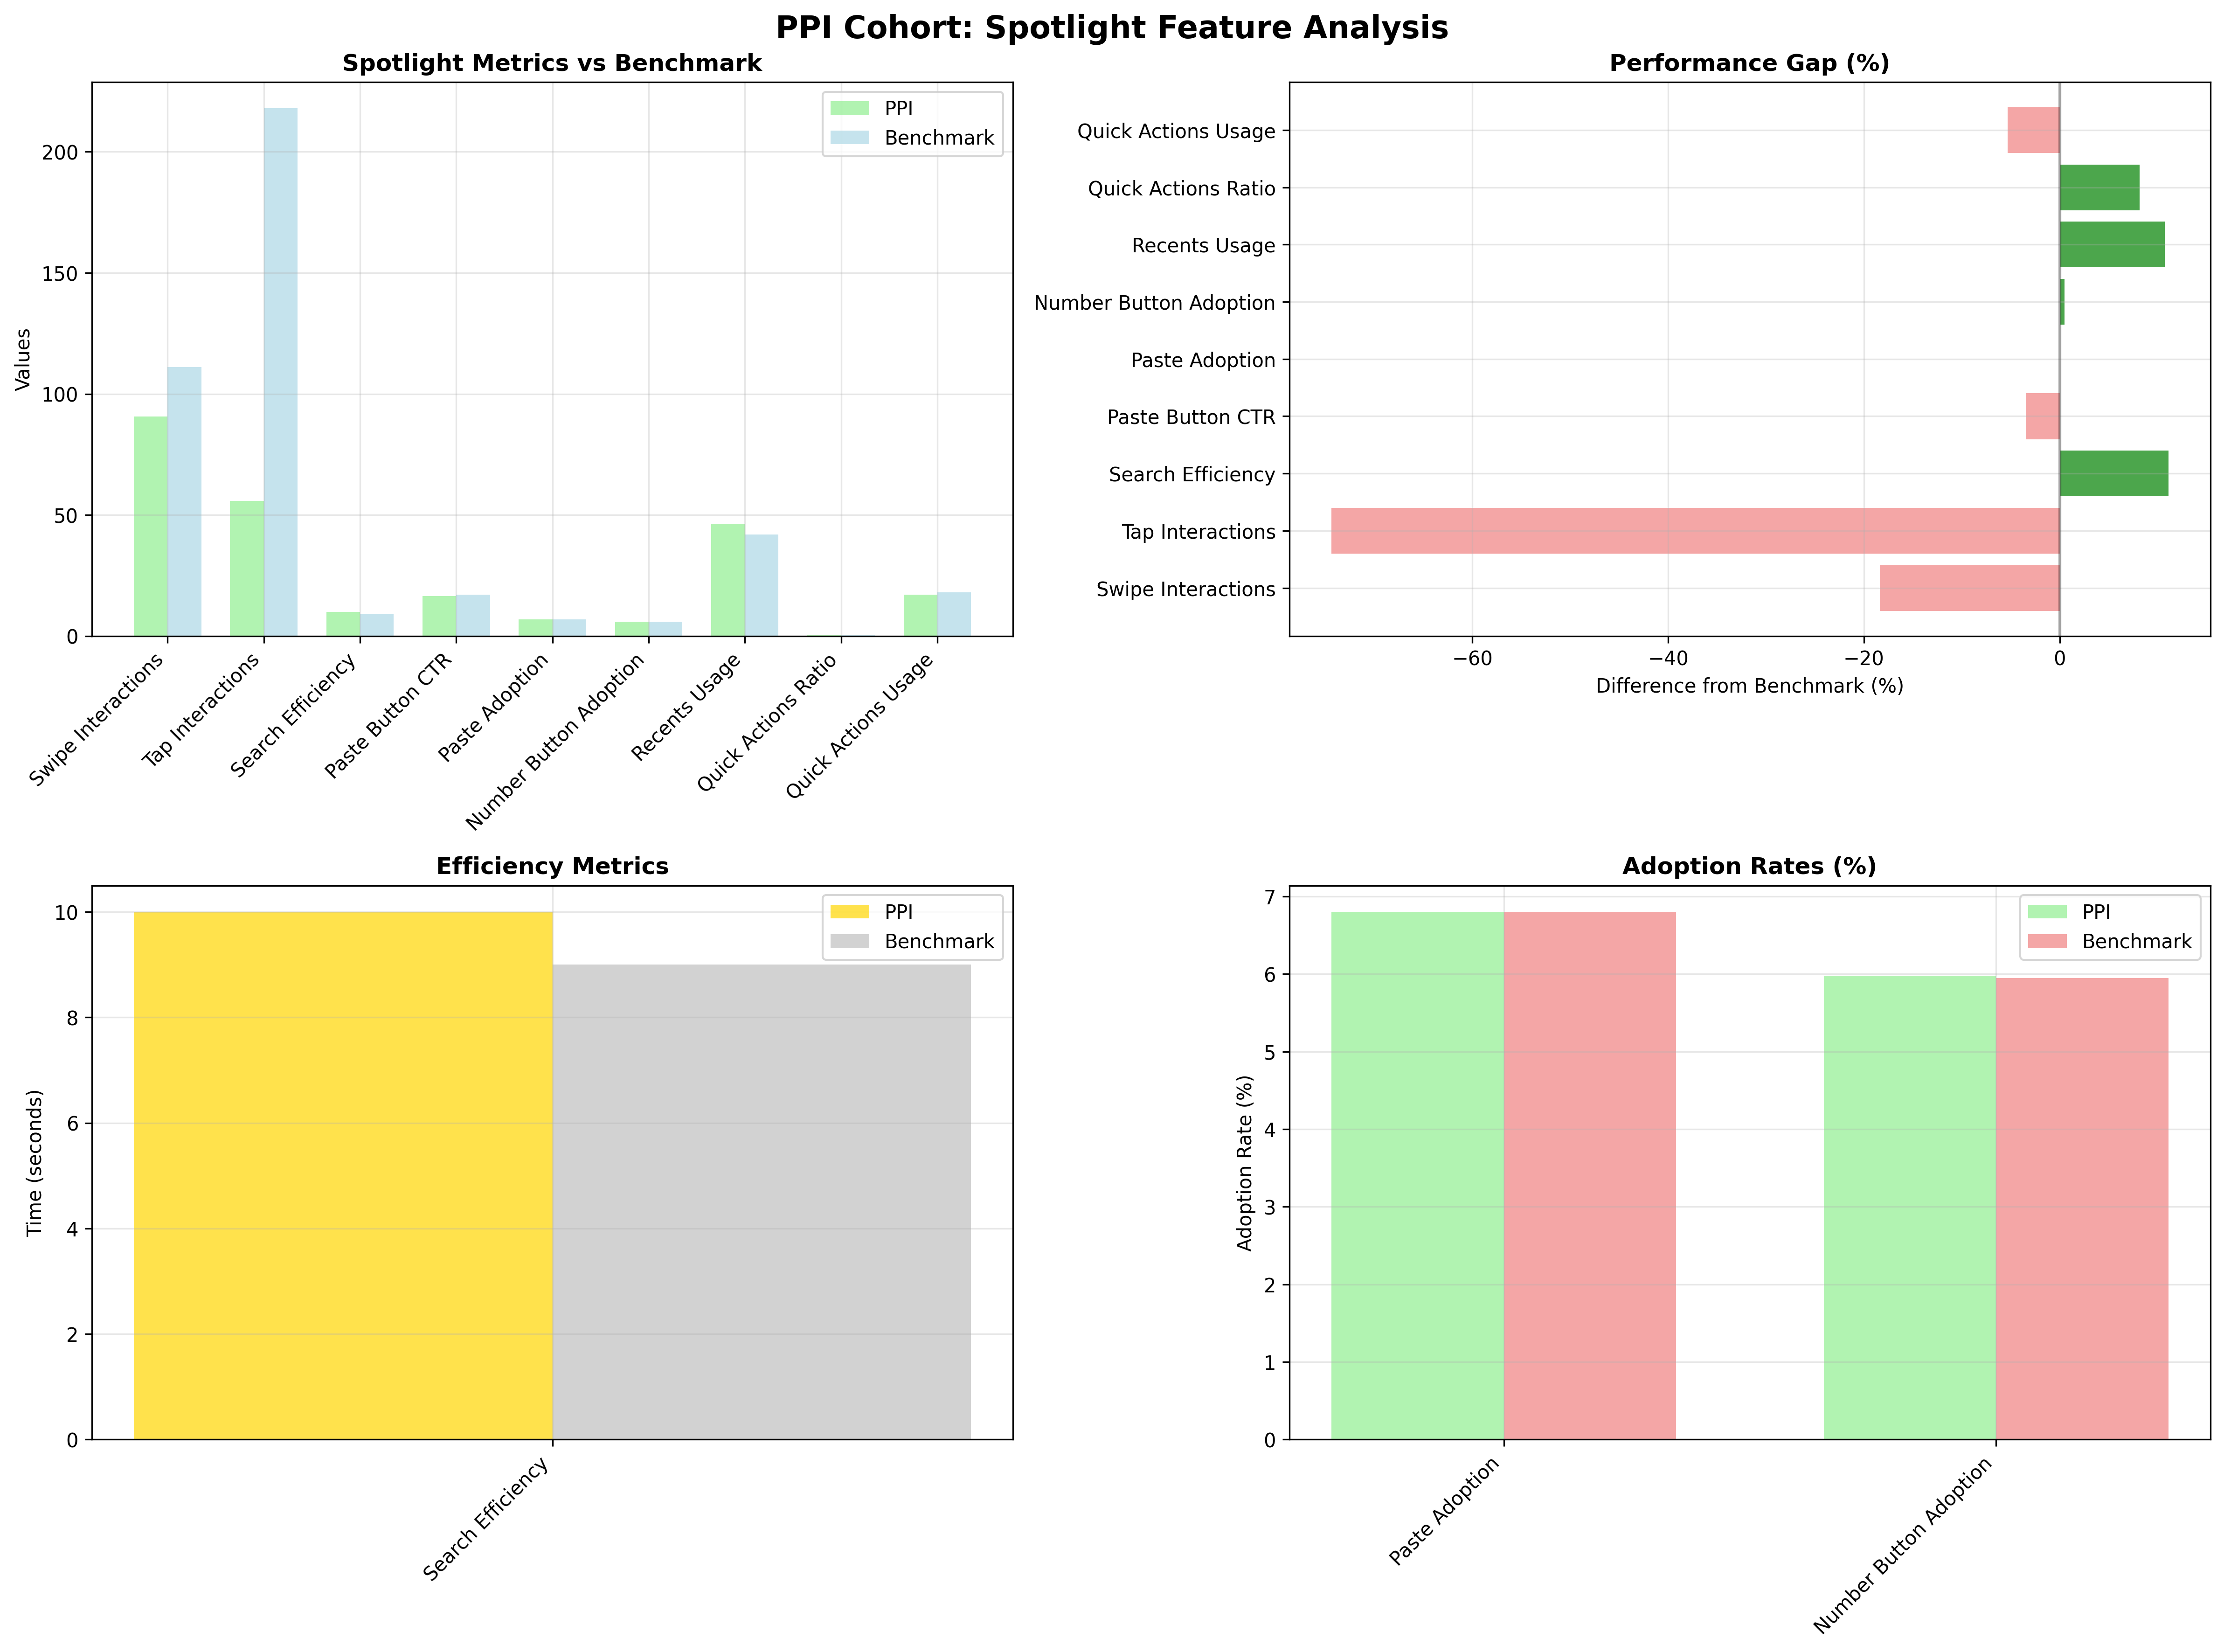 PPI Cohort: Spotlight Feature Analysis
Spotlight Metrics vs Benchmark
PPI
Benchmark
Values
200
150
100
50
0
Swipe Interactions
Tap Interactions
Search Efficiency
Paste Button CTR
Paste Adoption
Number Button Adoption
Recents Usage
Quick Actions Ratio
Quick Actions Usage
Performance Gap (%)
Quick Actions Usage
Quick Actions Ratio
Recents Usage
Number Button Adoption
Paste Adoption
Paste Button CTR
Search Efficiency
Tap Interactions
Swipe Interactions
−60
−40
−20
0
Difference from Benchmark (%)
Efficiency Metrics
PPI
Benchmark
Time (seconds)
10
8
6
4
2
0
Search Efficiency
Adoption Rates (%)
PPI
Benchmark
Adoption Rate (%)
7
6
5
4
3
2
1
0
Paste Adoption
Number Button Adoption